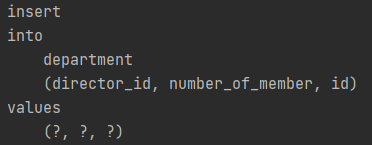 insert
into
    department
    (director_id, number_of_member, id)
values
    (?, ?, ?)